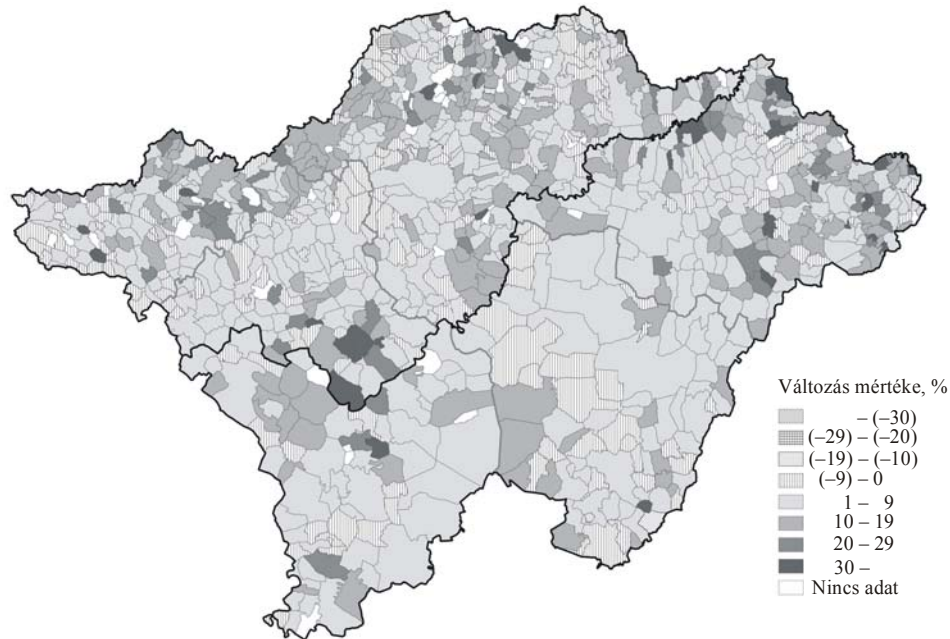 Változás mértéke, %
– (–30)
(–29) – (–20)
(–19) – (–10)
(–9) – 0
1 – 9
10 – 19
20 – 29
30 –
Nincs adat